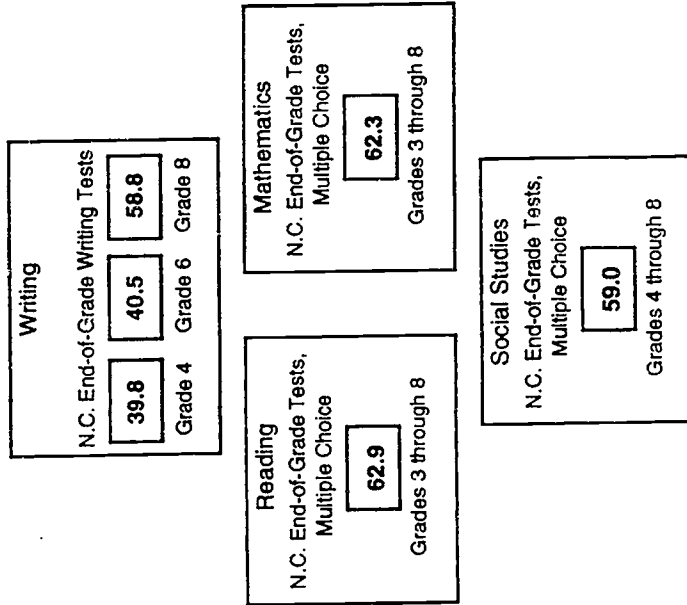 Writing
N.C. End-of-Grade Writing Tests
39.8 40.5 58.8
Grade 4 Grade 6 Grade 8
Reading
N.C. End-of-Grade Tests,
Multiple Choice
62.9
Grades 3 through 8
Mathematics
N.C. End-of-Grade Tests,
Multiple Choice
62.3
Grades 3 through 8
Social Studies
N.C. End-of-Grade Tests,
Multiple Choice
59.0
Grades 4 through 8